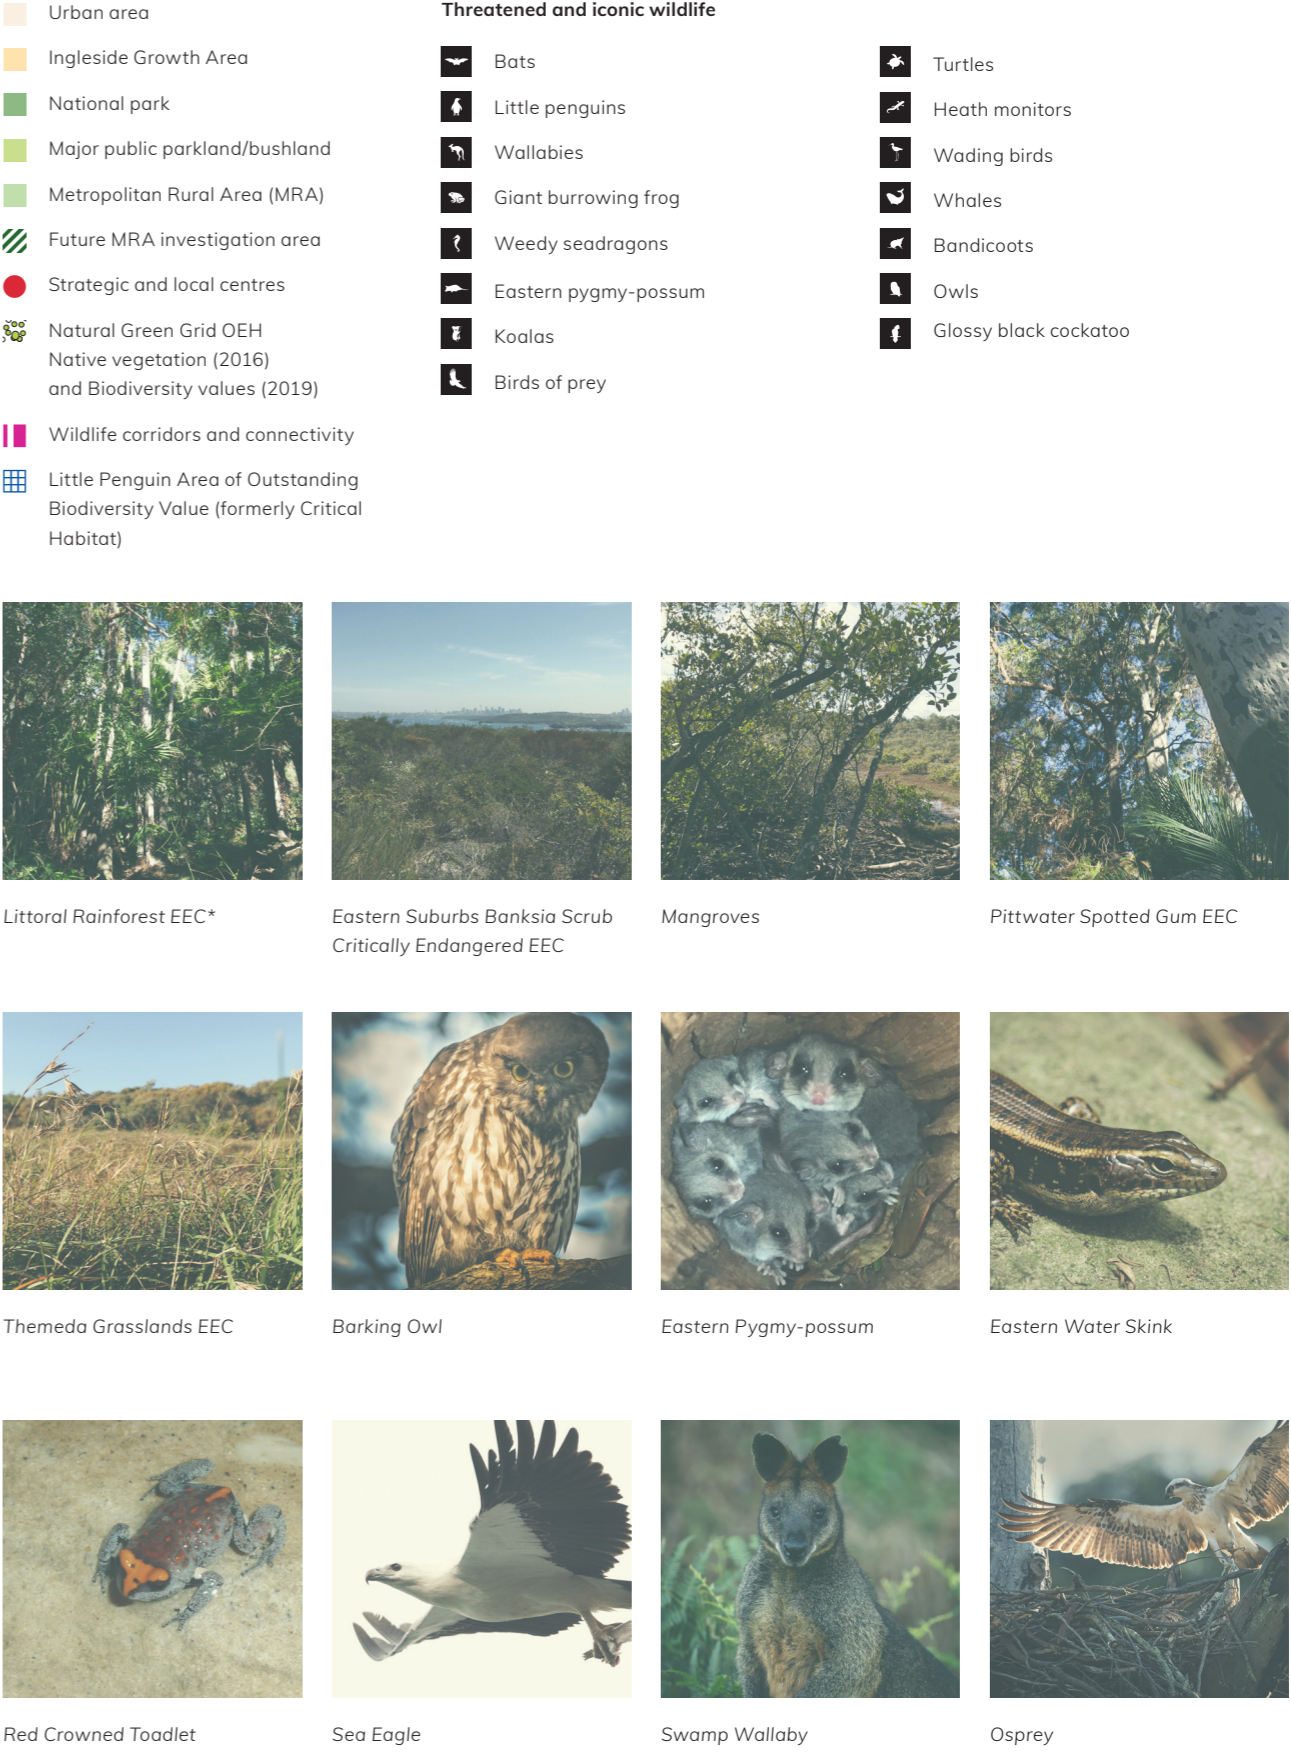 Urban area
Ingleside Growth Area
National park
Major public parkland/bushland
Metropolitan Rural Area (MRA)
Future MRA investigation area
Strategic and local centres
Natural Green Grid OEH
Native vegetation (2016)
and Biodiversity values (2019)
Wildlife corridors and connectivity
Little Penguin Area of Outstanding
Biodiversity Value (formerly Critical
Habitat)
Threatened and iconic wildlife
Bats
Little penguins
Wallabies
Giant burrowing frog
Weedy seadragons
Eastern pygmy-possum
Koalas
Birds of prey
Turtles
Heath monitors
Wading birds
Whales
Bandicoots
Owls
Glossy black cockatoo
Littoral Rainforest EEC*
Eastern Suburbs Banksia Scrub
Critically Endangered EEC
Mangroves
Pittwater Spotted Gum EEC
Themeda Grasslands EEC
Barking Owl
Eastern Pygmy-possum
Eastern Water Skink
Red Crowned Toadlet
Sea Eagle
Swamp Wallaby
Osprey